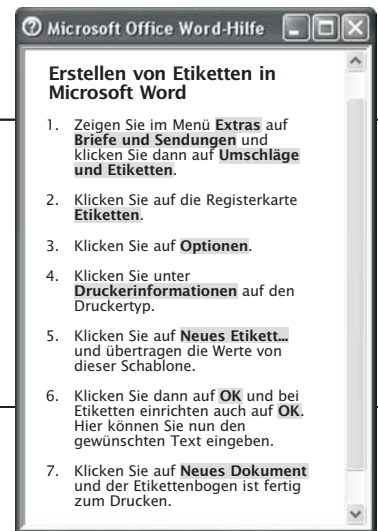 Microsoft Office Word-Hilfe
Erstellen von Etiketten in
Microsoft Word
1. Zeigen Sie im Menü Extras auf
Briefe und Sendungen und
klicken Sie dann auf Umschläge
und Etiketten.
2. Klicken Sie auf die Registerkarte
Etiketten.
3. Klicken Sie auf Optionen.
4. Klicken Sie unter
Druckerinformationen auf den
Druckertyp.
5. Klicken Sie auf Neues Etikett...
und übertragen die Werte von
dieser Schablone.
6. Klicken Sie dann auf OK und bei
Etiketten einrichten auch auf OK.
Hier können Sie nun den
gewünschten Text eingeben.
7. Klicken Sie auf Neues Dokument
und der Etikettenbogen ist fertig
zum Drucken.